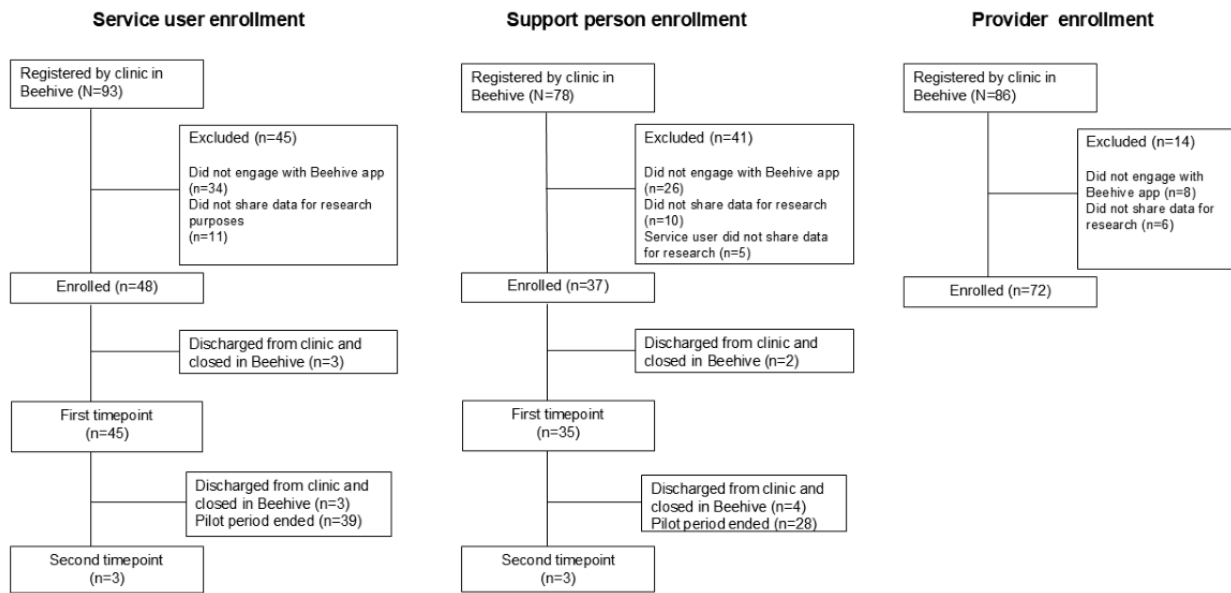 Service user enrollment
Registered by clinic in
Beehive (N=93)
Excluded (n=45)
Did not engage with Beehive app
(n=34)
Did not share data for research
purposes
(n=11)
Enrolled (n=48)
Discharged from clinic and
closed in Beehive (n=3)
First timepoint
(n=45)
Discharged from clinic and
closed in Beehive (n=3)
Pilot period ended (n=39)
Second timepoint
(n=3)
Support person enrollment
Registered by clinic in
Beehive (N=78)
Excluded (n=41)
Did not engage with Beehive app
(n=26)
Did not share data for research
(n=10)
Service user did not share data
for research (n=5)
Enrolled (n=37)
Discharged from clinic and
closed in Beehive (n=2)
First timepoint
(n=35)
Discharged from clinic and
closed in Beehive (n=4)
Pilot period ended (n=28)
Second timepoint
(n=3)
Provider enrollment
Registered by clinic in
Beehive (N=86)
Excluded (n=14)
Did not engage with
Beehive app (n=8)
Did not share data for
research (n=6)
Enrolled (n=72)